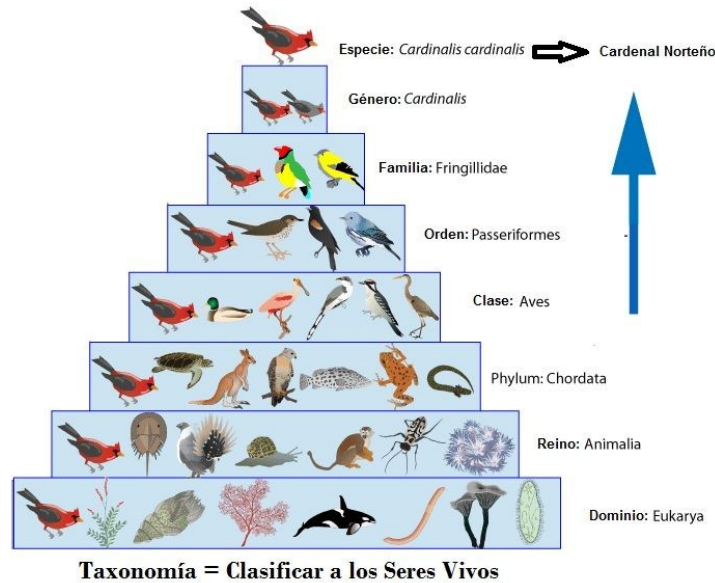 Especie: Cardinalis cardinalis
Cardenal Norteño
Género: Cardinalis
Familia: Fringillidae
Orden: Passeriformes
Clase: Aves
Phylum: Chordata
Reino: Animalia
Dominio: Eukarya
Taxonomía = Clasificar a los Seres Vivos